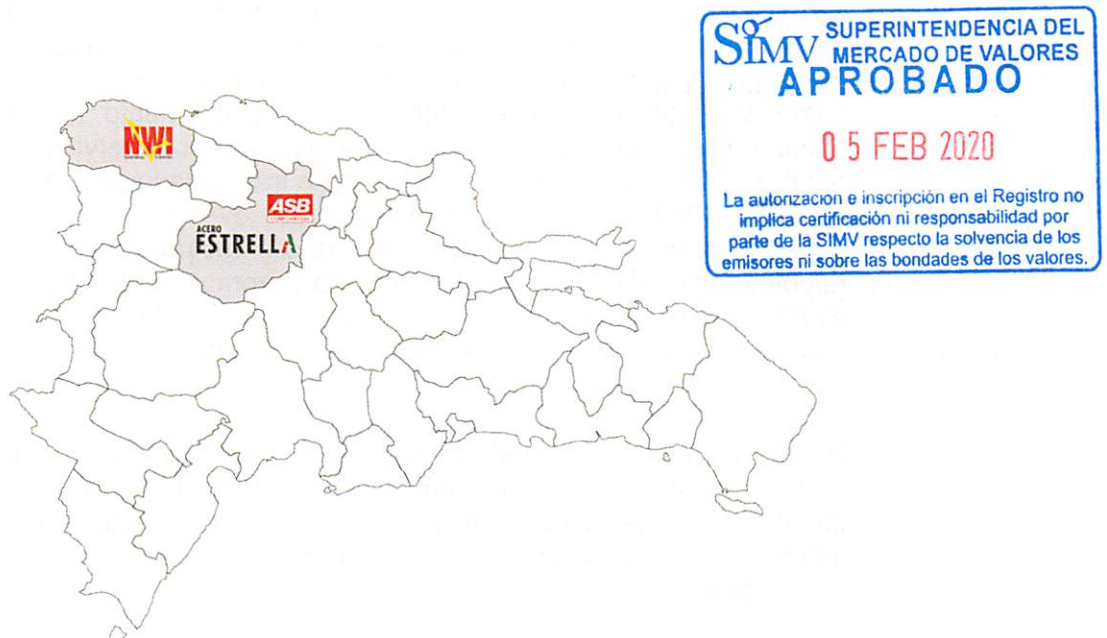 SIMV SUPERINTENDENCIA DEL
MERCADO DE VALORES
APROBADO
05 FEB 2020
La autorizacion e inscripción en el Registro no
implica certificación ni responsabilidad por
parte de la SIMV respecto la solvencia de los
emisores ni sobre las bondades de los valores.
NWI
ASB
ACERO
ESTRELLA